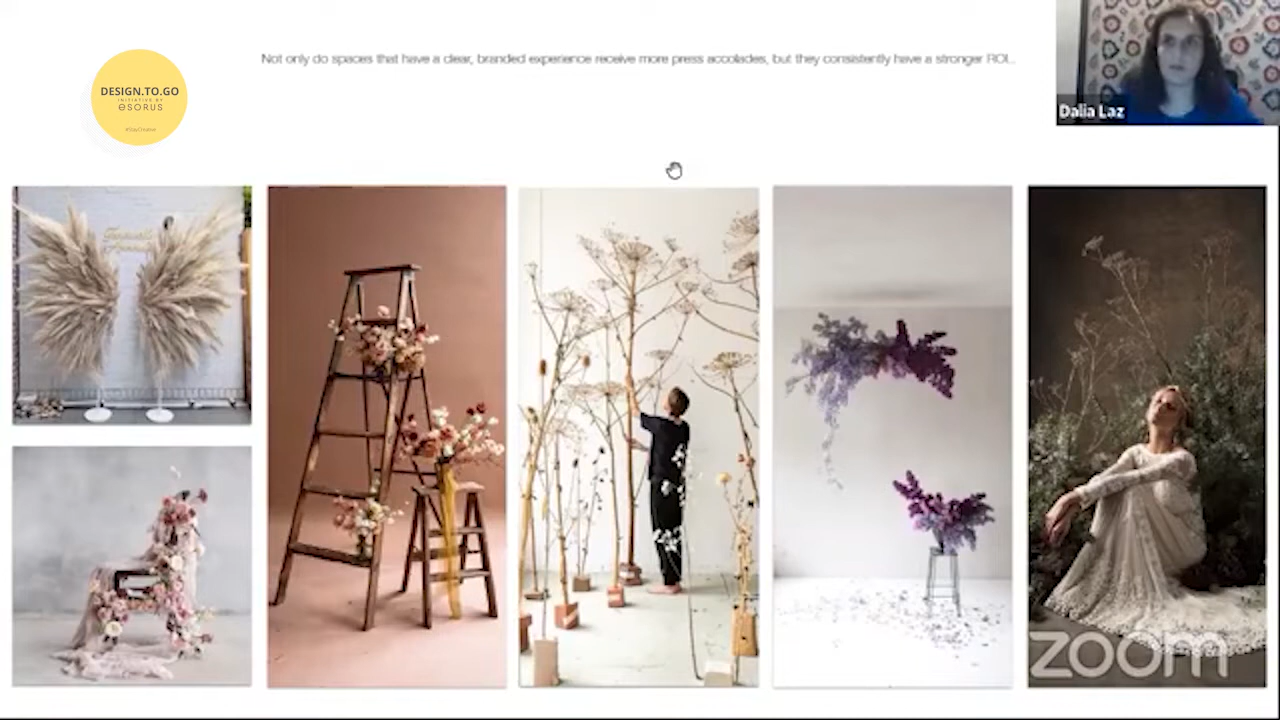 Not only do spaces that have a clear, branded experience receive more press accolades, but they consistently have a stronger ROI.
DESIGN.TO.GO
INITIATIVE BY
esorus
Dalia Laz
zoom